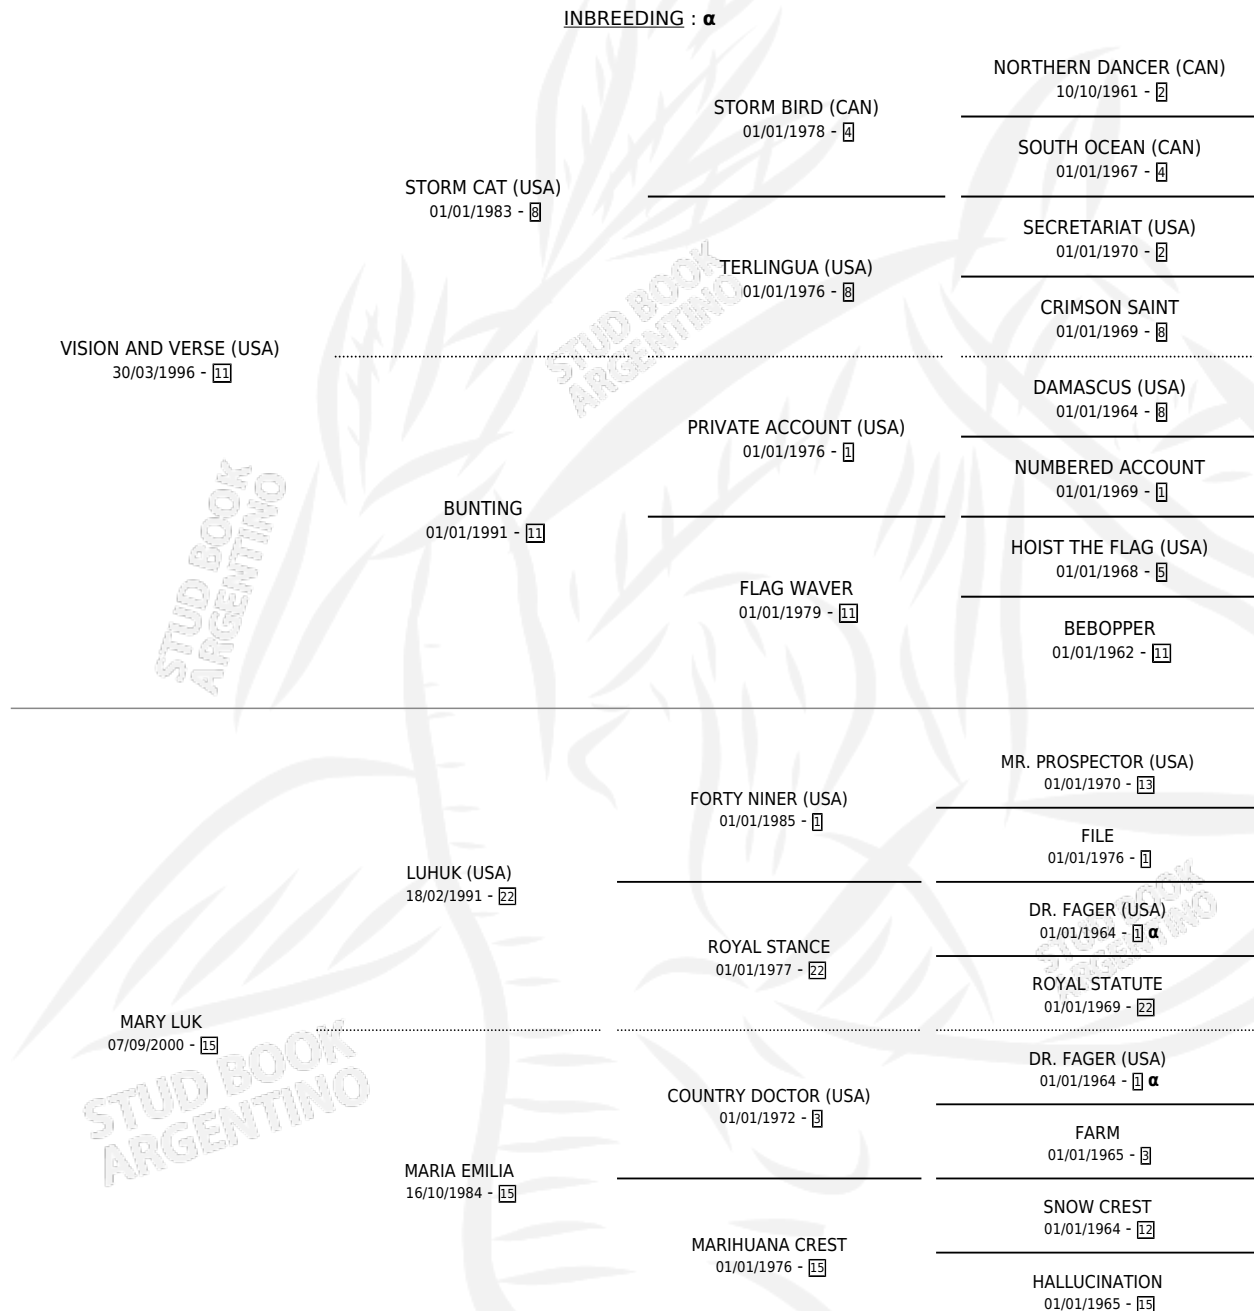 INBREEDING : α
NORTHERN DANCER (CAN)
10/10/1961 - 2
STORM BIRD (CAN)
01/01/1978 - 4
SOUTH OCEAN (CAN)
01/01/1967 - 4
STORM CAT (USA)
01/01/1983 - 8
SECRETARIAT (USA)
01/01/1970 - 2
TERLINGUA (USA)
01/01/1976 - 8
CRIMSON SAINT
01/01/1969 - 8
VISION AND VERSE (USA)
30/03/1996 - 11
DAMASCUS (USA)
01/01/1964 - 8
PRIVATE ACCOUNT (USA)
01/01/1976 - 1
NUMBERED ACCOUNT
01/01/1969 - 1
BUNTING
01/01/1991 - 11
HOIST THE FLAG (USA)
01/01/1968 - 5
FLAG WAVER
01/01/1979 - 11
BEBOPPER
01/01/1962 - 11
MR. PROSPECTOR (USA)
01/01/1970 - 13
FORTY NINER (USA)
01/01/1985 - 1
FILE
01/01/1976 - 1
LUHUK (USA)
18/02/1991 - 22
DR. FAGER (USA)
01/01/1964 - 1 α
ROYAL STANCE
01/01/1977 - 22
ROYAL STATUTE
01/01/1969 - 22
MARY LUK
07/09/2000 - 15
DR. FAGER (USA)
01/01/1964 - 1 α
COUNTRY DOCTOR (USA)
01/01/1972 - 3
FARM
01/01/1965 - 3
MARIA EMILIA
16/10/1984 - 15
SNOW CREST
01/01/1964 - 12
MARIHUANA CREST
01/01/1976 - 15
HALLUCINATION
01/01/1965 - 15
STUD BOOK
ARGENTINO
STUD BOOK
ARGENTINO
STUD BOOK
ARGENTINO
STUD BOOK
ARGENTINO